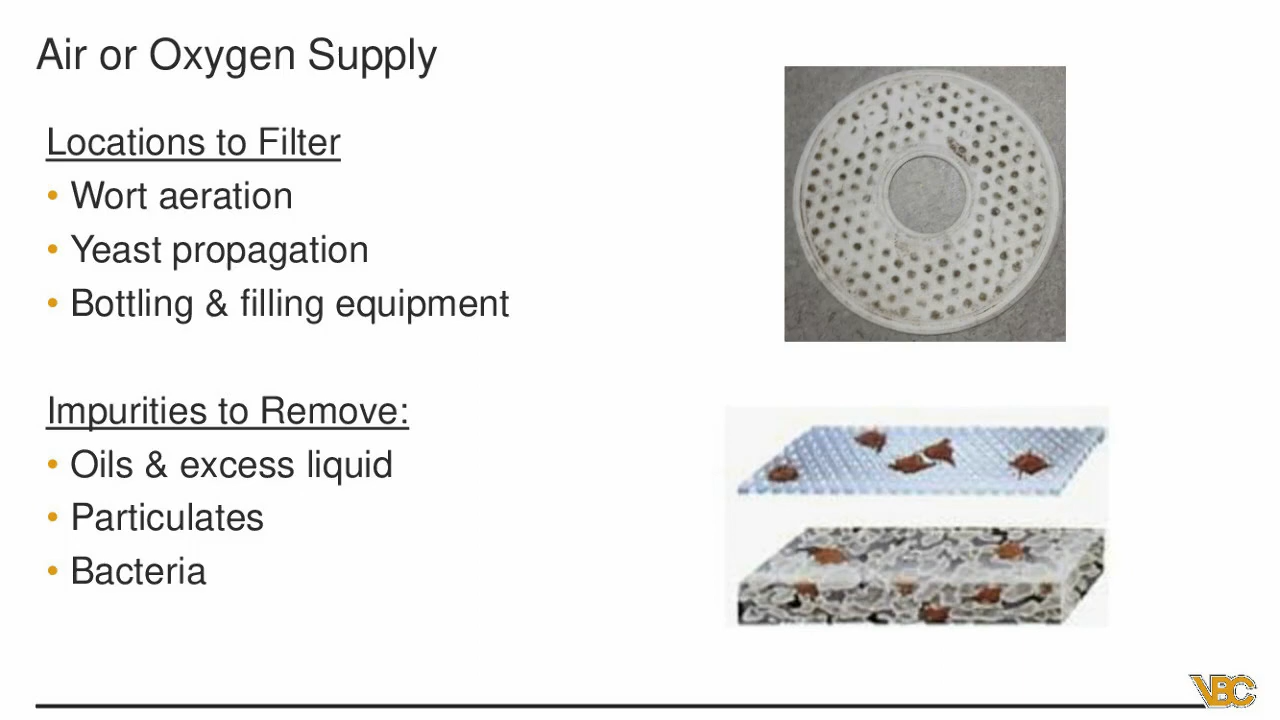 Air or Oxygen Supply
Locations to Filter
• Wort aeration
• Yeast propagation
• Bottling & filling equipment
Impurities to Remove:
• Oils & excess liquid
• Particulates
• Bacteria
VBC